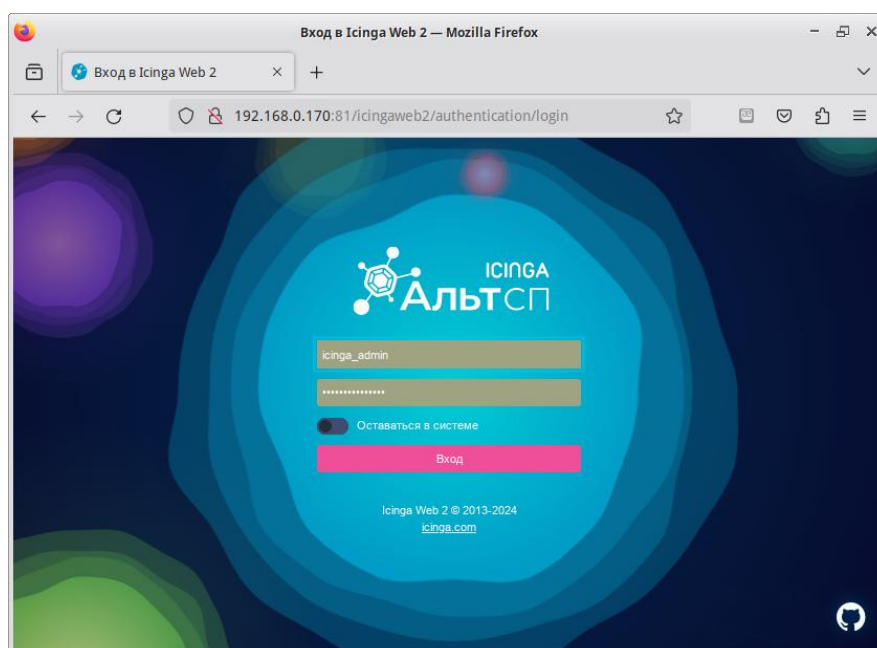 Вход в Icinga Web 2 — Mozilla Firefox
Вход в Icinga Web 2
192.168.0.170:81/icingaweb2/authentication/login
ICINGA
АЛЬТСП
icinga_admin
•••••••••••••••
Оставаться в системе
Вход
Icinga Web 2 © 2013-2024
icinga.com